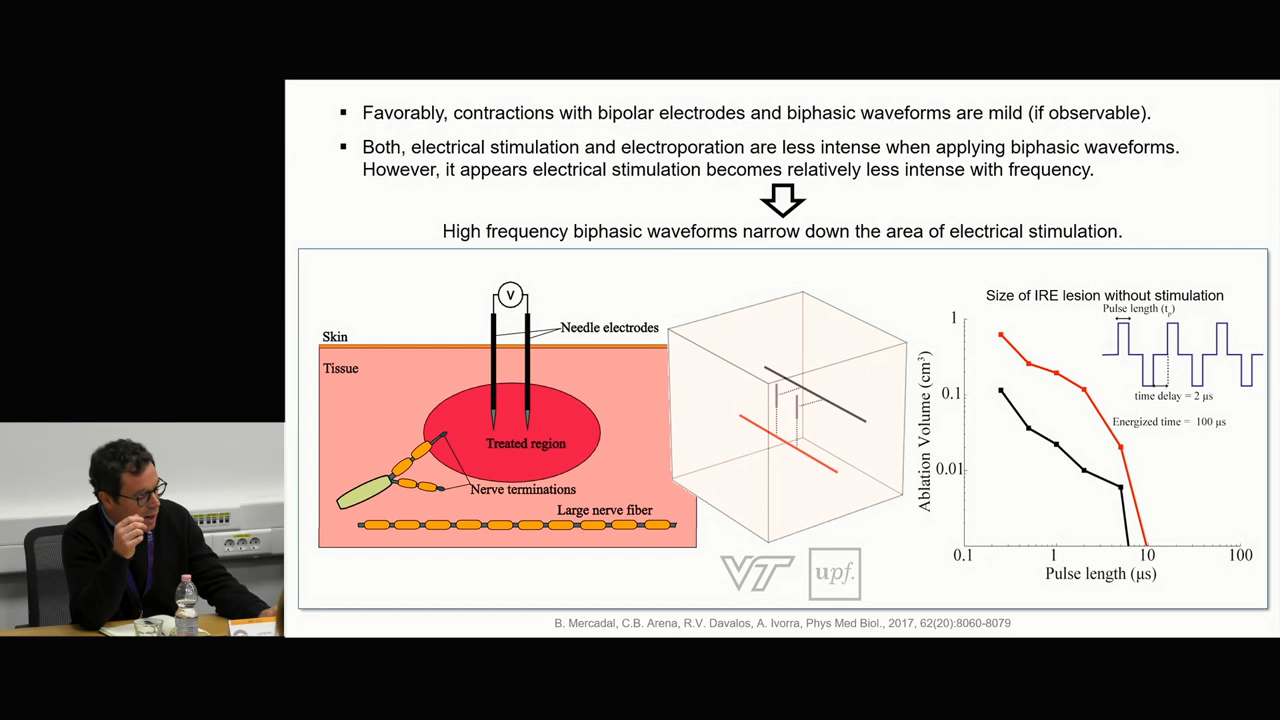 ▪ Favorably, contractions with bipolar electrodes and biphasic waveforms are mild (if observable).
▪ Both, electrical stimulation and electroporation are less intense when applying biphasic waveforms.
However, it appears electrical stimulation becomes relatively less intense with frequency.
High frequency biphasic waveforms narrow down the area of electrical stimulation.
V
Skin
Needle electrodes
Tissue
Treated region
Nerve terminations
Large nerve fiber
VT
upf.
Size of IRE lesion without stimulation
Pulse length (tp)
time delay = 2 μs
Energized time = 100 μs
Ablation Volume (cm³)
1
0.1
0.01
0.1
1
10
100
Pulse length (μs)
B. Mercadal, C.B. Arena, R.V. Davalos, A. Ivorra, Phys Med Biol., 2017, 62(20):8060-8079